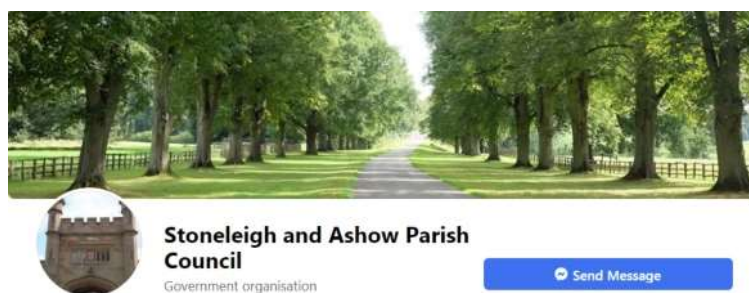 Stoneleigh and Ashow Parish
Council
Government organisation
Send Message